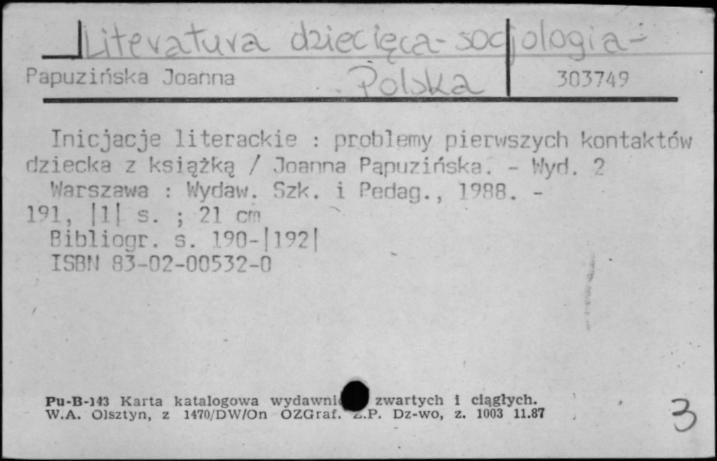 Literatura dziecięca - socjologia -
Papuzińska Joanna Polska 303749
Inicjacje literackie : problemy pierwszych kontaktów
dziecka z książką / Joanna Papuzińska. - Wyd. 2
Warszawa : Wydaw. Szk. i Pedag., 1988. -
191, |1| s. ; 21 cm
Bibliogr. s. 190-|192|
ISBN 83-02-00532-0
Pu-B-143 Karta katalogowa wydawni zwartych i ciągłych.
W.A. Olsztyn, z 1470/DW/On OZGraf. Z.P. Dz-wo, z. 1003 11.87
3